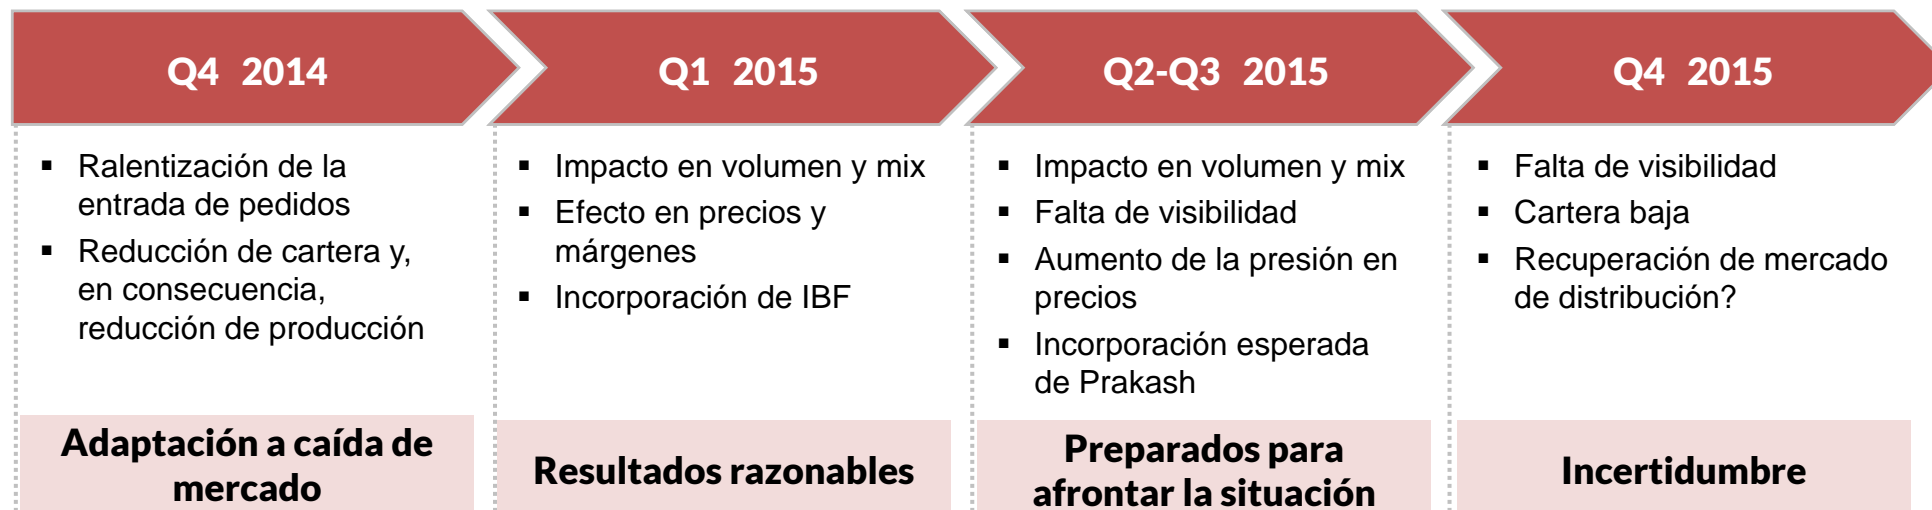 Q4 2014
Q1 2015
Q2-Q3 2015
Q4 2015
▪ Ralentización de la
entrada de pedidos
▪ Reducción de cartera y,
en consecuencia,
reducción de producción
Adaptación a caída de
mercado
▪ Impacto en volumen y mix
▪ Efecto en precios y
márgenes
▪ Incorporación de IBF
Resultados razonables
▪ Impacto en volumen y mix
▪ Falta de visibilidad
▪ Aumento de la presión en
precios
▪ Incorporación esperada
de Prakash
Preparados para
afrontar la situación
▪ Falta de visibilidad
▪ Cartera baja
▪ Recuperación de mercado
de distribución?
Incertidumbre